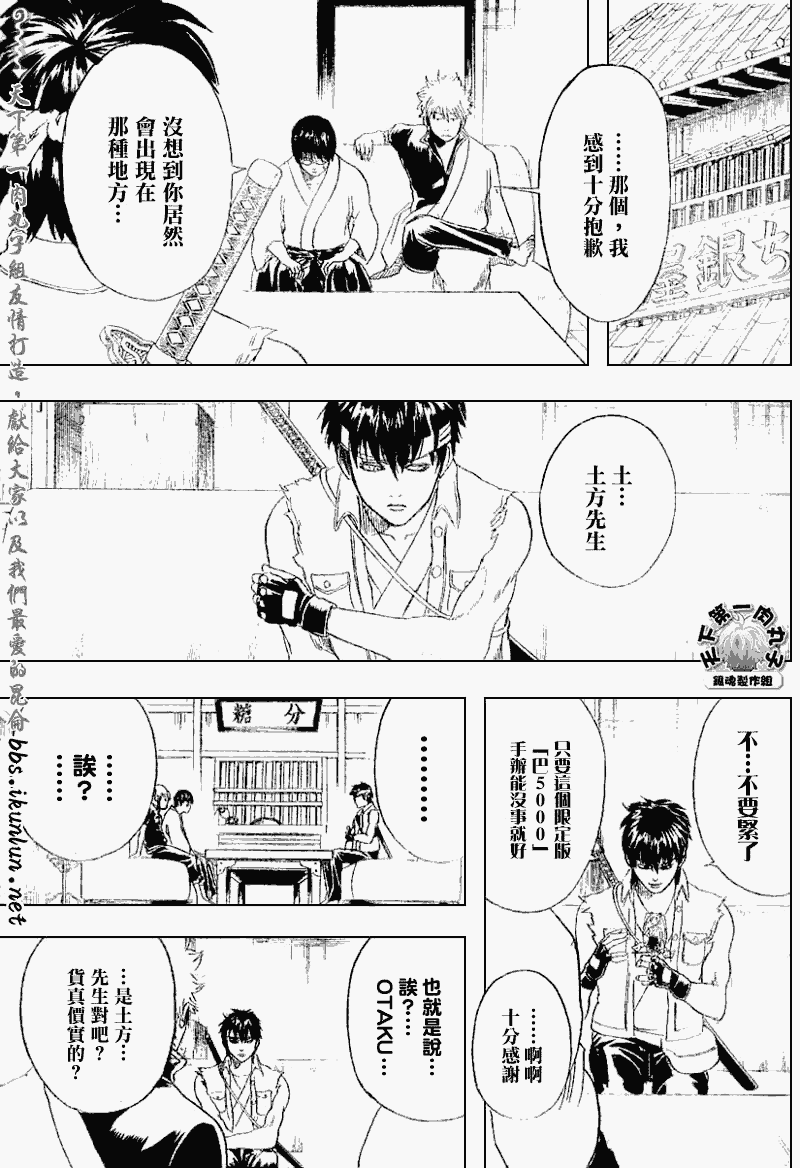 ち銀屋
……那個，我
感到十分抱歉
沒想到你居然
會出現在
那種地方…
土…
土方先生
不…不要緊了
只要這個限定版
「巴5000」
手辦能沒事就好
……啊啊
十分感謝
糖分
………
……
誒？
……
也就是說…
誒？…
OTAKU…
…是土方…
先生對吧？
貨真價實的？
天下第一肉丸子
銀魂製作組
天下第一肉丸子組友情打造，獻給大家以及我們最愛的昆侖
bbs.ikunlun.net